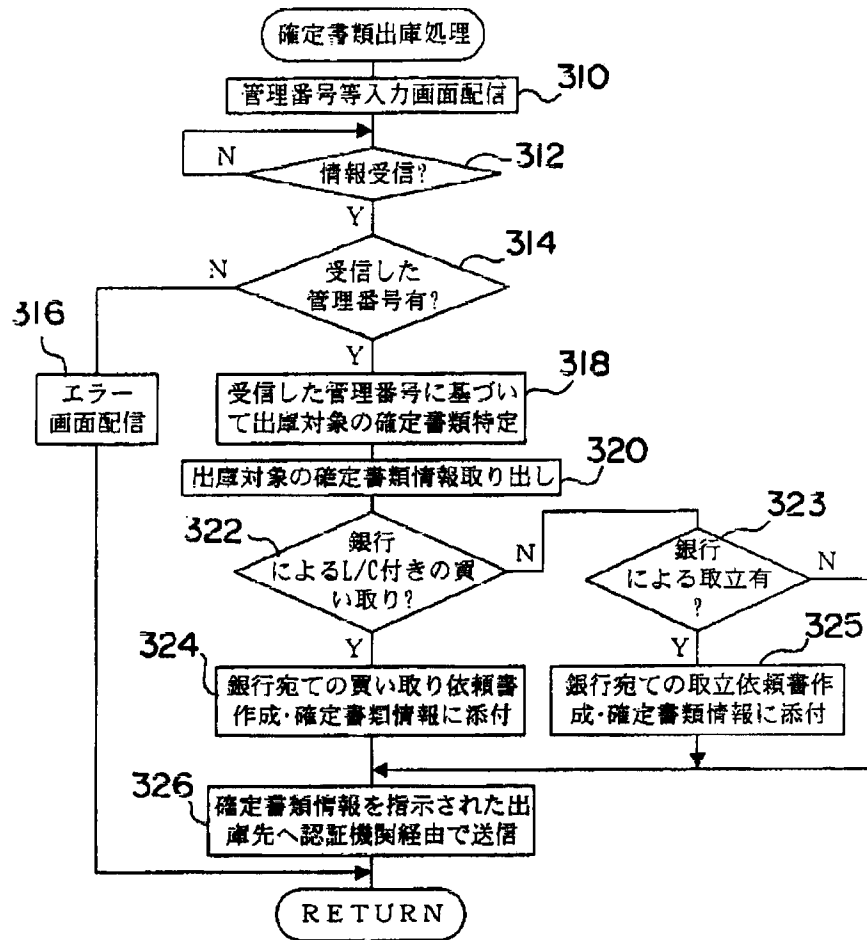 確定書類出庫処理
310
管理番号等入力画面配信
312
N
情報受信?
Y
314
N
受信した
管理番号有?
316
Y
エラー
画面配信
318
受信した管理番号に基づい
て出庫対象の確定書類特定
320
出庫対象の確定書類情報取り出し
322
銀行
によるL/C付きの買
い取り?
N
323
銀行
による取立有
?
N
324
Y
銀行宛ての買い取り依頼書
作成・確定書類情報に添付
Y
325
銀行宛ての取立依頼書作
成・確定書類情報に添付
326
確定書類情報を指示された出
庫先へ認証機関経由で送信
RETURN